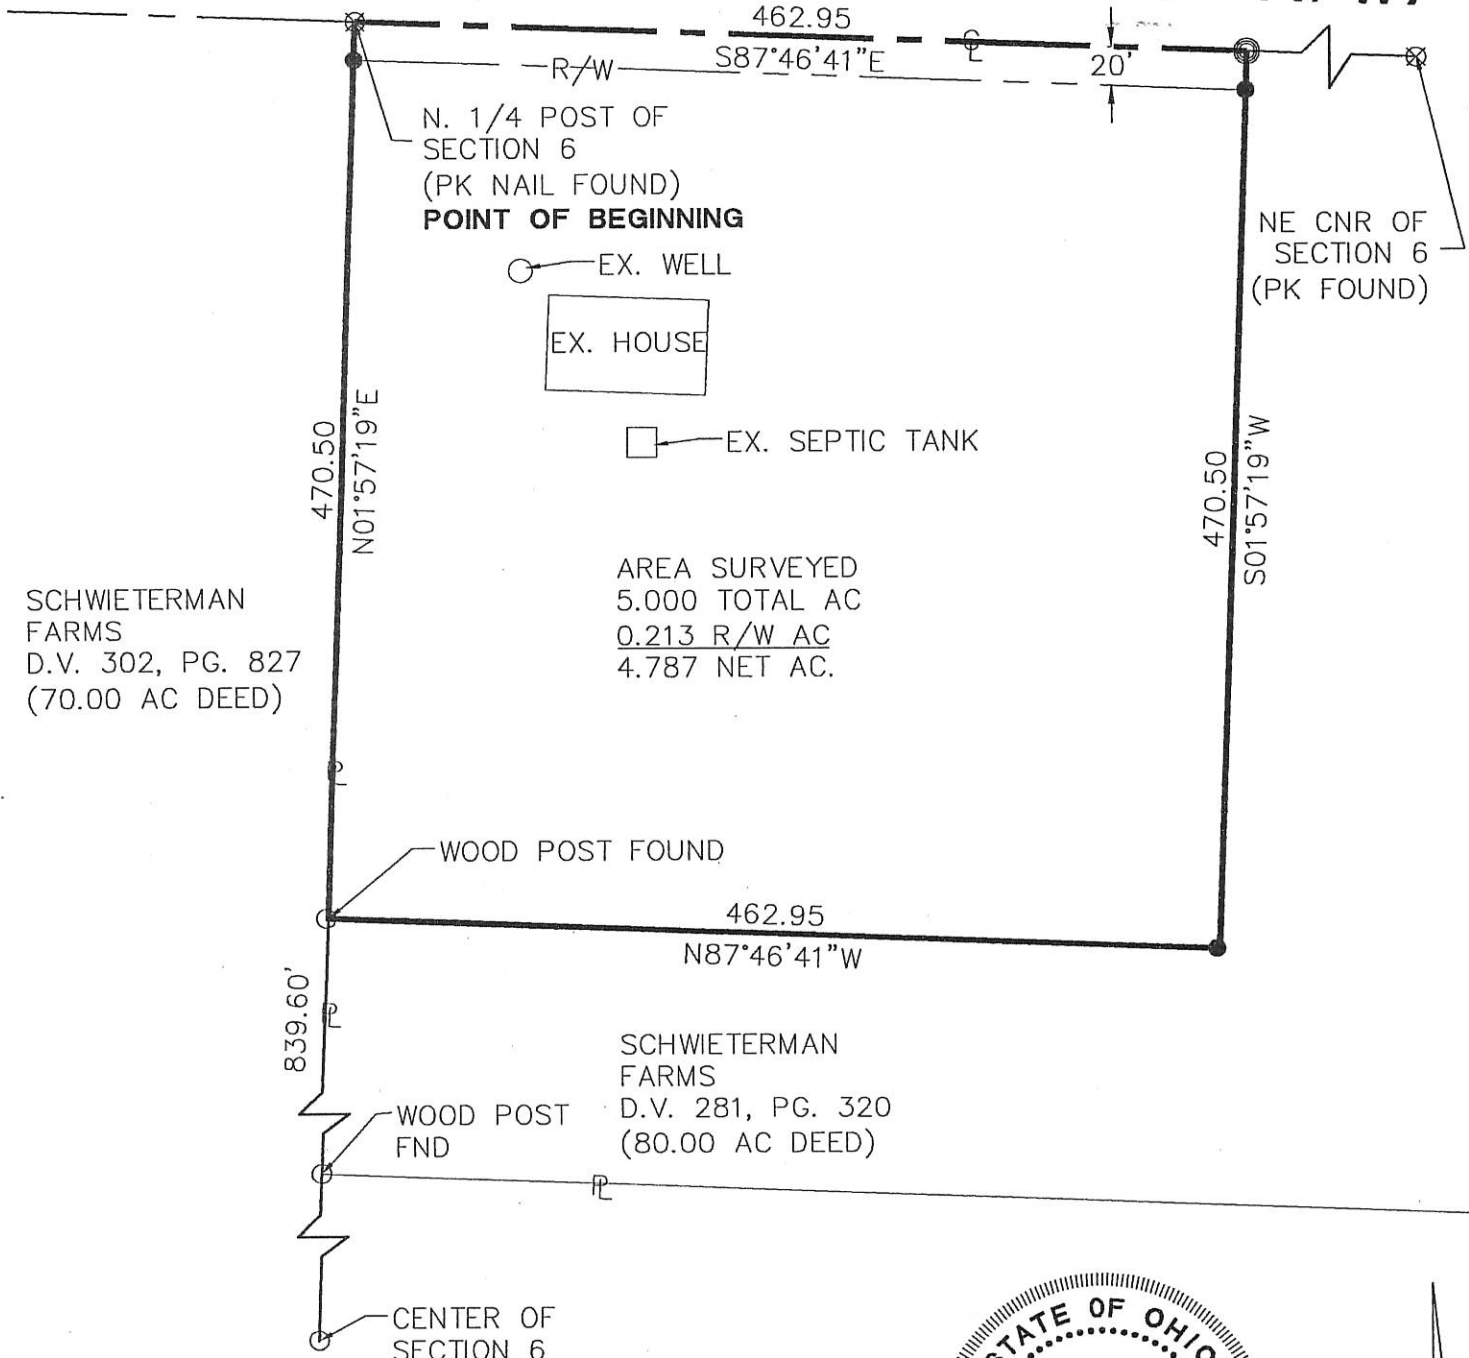 462.95
S87°46'41"E
R/W
20'
N. 1/4 POST OF
SECTION 6
(PK NAIL FOUND)
POINT OF BEGINNING
NE CNR OF
SECTION 6
(PK FOUND)
EX. WELL
EX. HOUSE
EX. SEPTIC TANK
470.50
N01°57'19"E
470.50
S01°57'19"W
AREA SURVEYED
5.000 TOTAL AC
0.213 R/W AC
4.787 NET AC.
SCHWIETERMAN
FARMS
D.V. 302, PG. 827
(70.00 AC DEED)
WOOD POST FOUND
462.95
N87°46'41"W
839.60'
SCHWIETERMAN
FARMS
D.V. 281, PG. 320
(80.00 AC DEED)
WOOD POST
FND
CENTER OF
SECTION 6
STATE OF OHIO